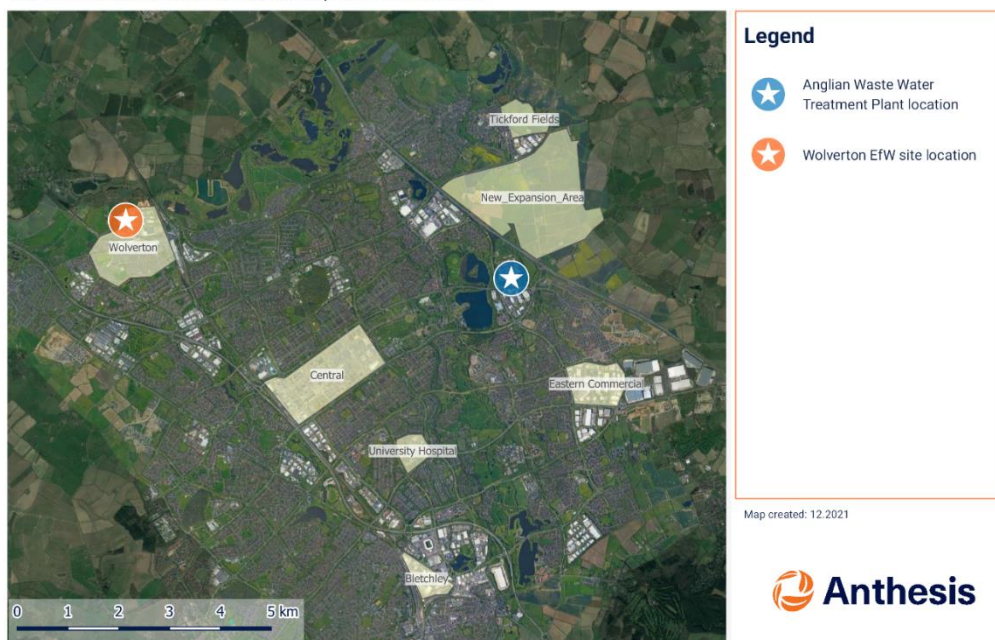 Legend
Anglian Waste Water
Treatment Plant location
Wolverton EfW site location
Tickford Fields
New_Expansion_Area
Wolverton
Central
Eastern Commercial
University Hospital
Bletchley
0 1 2 3 4 5 km
Map created: 12.2021
Anthesis